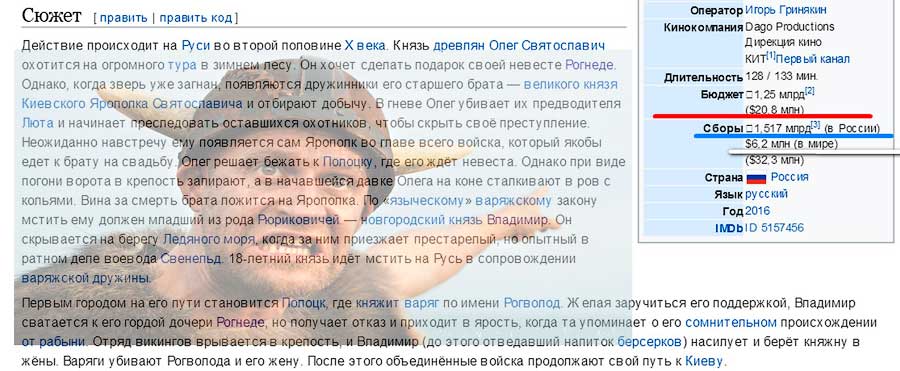 Сюжет [ править | править код ]
Действие происходит на Руси во второй половине X века. Князь древлян Олег Святославич
охотится на огромного тура в зимнем лесу. Он хочет сделать подарок своей невесте Рогнеде.
Однако, когда зверь уже загнан, появляются дружинники его старшего брата — великого князя
Киевского Ярополка Святославича и отбирают добычу. В гневе Олег убивает их предводителя
Люта и начинает преследовать оставшихся охотников, чтобы скрыть своё преступление.
Неожиданно навстречу ему появляется сам Ярополк во главе всего войска, который якобы
едет к брату на свадьбу. Олег решает бежать к Полоцку, где его ждёт невеста. Однако при виде
погони ворота в крепость запирают, а в начавшейся давке Олега на коне сталкивают в ров с
кольями. Вина за смерть брата ложится на Ярополка. По «языческому» варяжскому закону
мстить ему должен младший из рода Рюриковичей — новгородский князь Владимир. Он
скрывается на берегу Ледяного моря, когда за ним приезжает престарелый, но опытный в
ратном деле воевода Свенельд. 18-летний князь идёт мстить на Русь в сопровождении
варяжской дружины.
Первым городом на его пути становится Полоцк, где княжит варяг по имени Рогволод. Желая заручиться его поддержкой, Владимир
сватается к его гордой дочери Рогнеде, но получает отказ и приходит в ярость, когда та упоминает о его сомнительном происхождении
от рабыни. Отряд викингов врывается в крепость, и Владимир (до этого отведавший напиток берсерков) насилует и берёт княжну в
жёны. Варяги убивают Рогволода и его жену. После этого объединённые войска продолжают свой путь к Киеву.
Оператор Игорь Гринякин
Кинокомпания Dago Productions
Дирекция кино
КИТ[1]Первый канал
Длительность 128 / 133 мин.
Бюджет 1,25 млрд[2]
($20,8 млн)
Сборы 1,517 млрд[3] (в России)
$6,2 млн (в мире)
($32,3 млн)
Страна Россия
Язык русский
Год 2016
IMDb ID 5157456